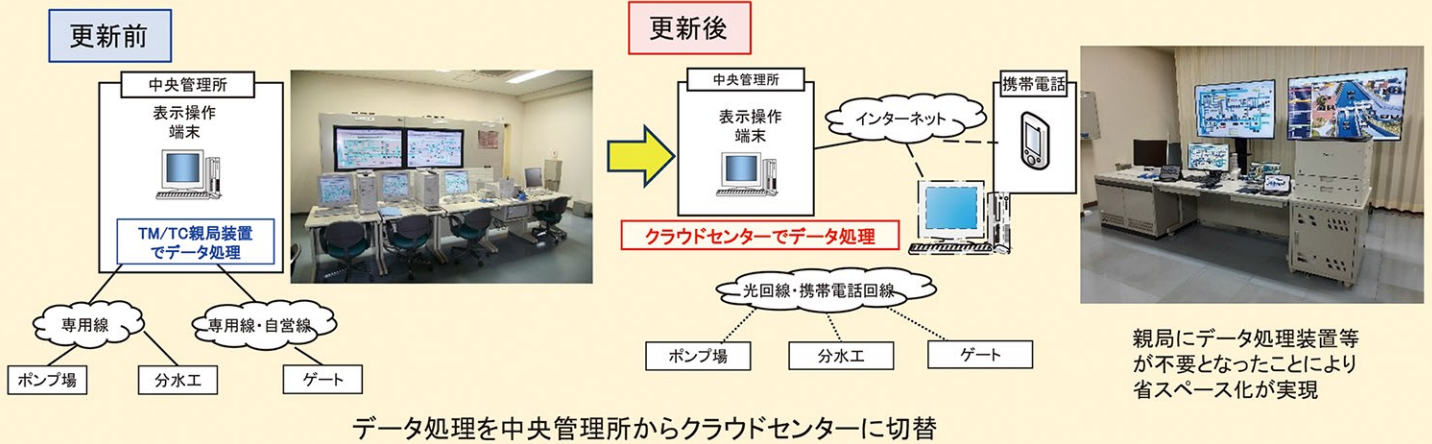 更新前
中央管理所
表示操作
端末
TM/TC親局装置
でデータ処理
専用線
専用線・自営線
ポンプ場
分水工
ゲート
更新後
中央管理所
表示操作
端末
インターネット
携帯電話
クラウドセンターでデータ処理
光回線・携帯電話回線
ポンプ場
分水工
ゲート
親局にデータ処理装置等
が不要となったことにより
省スペース化が実現
データ処理を中央管理所からクラウドセンターに切替